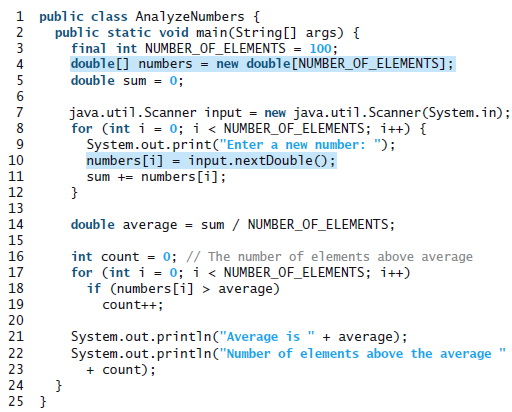 1 public class AnalyzeNumbers {
2 public static void main(String[] args) {
3 final int NUMBER_OF_ELEMENTS = 100;
4 double[] numbers = new double[NUMBER_OF_ELEMENTS];
5 double sum = 0;
6
7 java.util.Scanner input = new java.util.Scanner(System.in);
8 for (int i = 0; i < NUMBER_OF_ELEMENTS; i++) {
9 System.out.print("Enter a new number: ");
10 numbers[i] = input.nextDouble();
11 sum += numbers[i];
12 }
13
14 double average = sum / NUMBER_OF_ELEMENTS;
15
16 int count = 0; // The number of elements above average
17 for (int i = 0; i < NUMBER_OF_ELEMENTS; i++)
18 if (numbers[i] > average)
19 count++;
20
21 System.out.println("Average is " + average);
22 System.out.println("Number of elements above the average "
23 + count);
24 }
25 }